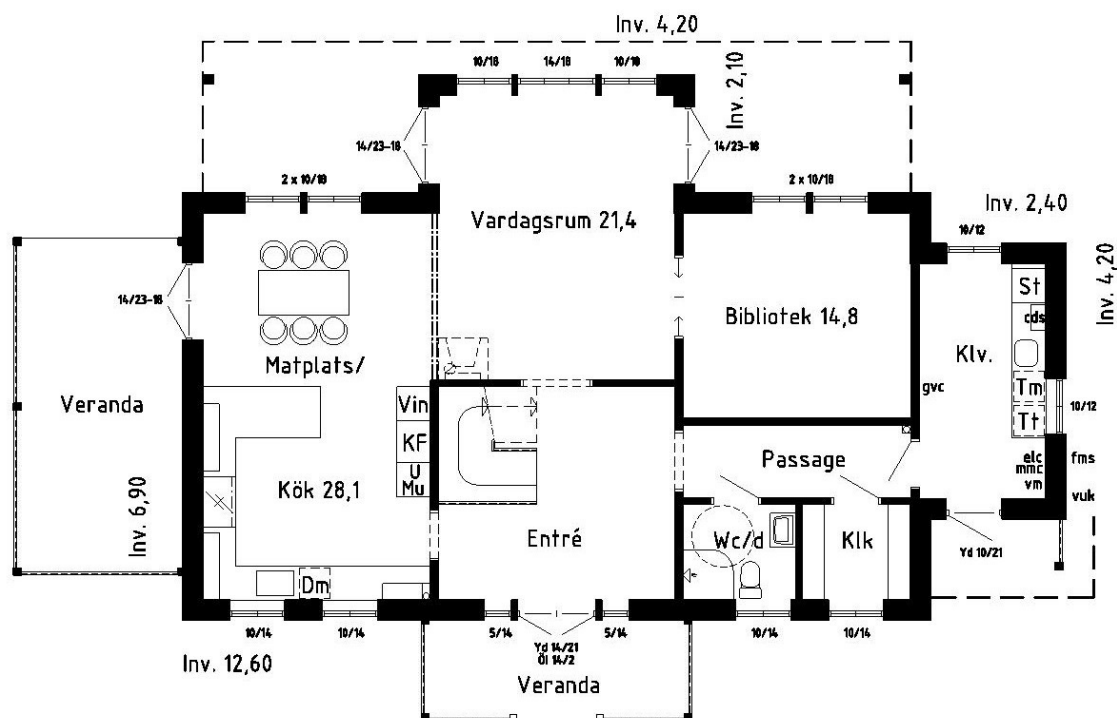 Inv. 4,20
10/18
14/18
10/18
Inv. 2,10
14/23-18
14/23-18
2 x 10/18
2 x 10/18
Inv. 2,40
10/12
Inv. 4,20
Vardagsrum 21,4
14/23-18
St
cds
Bibliotek 14,8
Klv.
Matplats/
gvc
Tm
10/12
Veranda
Vin
Tt
KF
Passage
elc
fms
mmc
U
Mu
vm
Kök 28,1
vuk
Inv. 6,90
Entré
Wc/d
Klk
Yd 10/21
Dm
10/14
10/14
5/14
5/14
10/14
10/14
Yd 14/21
Öl 14/2
Inv. 12,60
Veranda